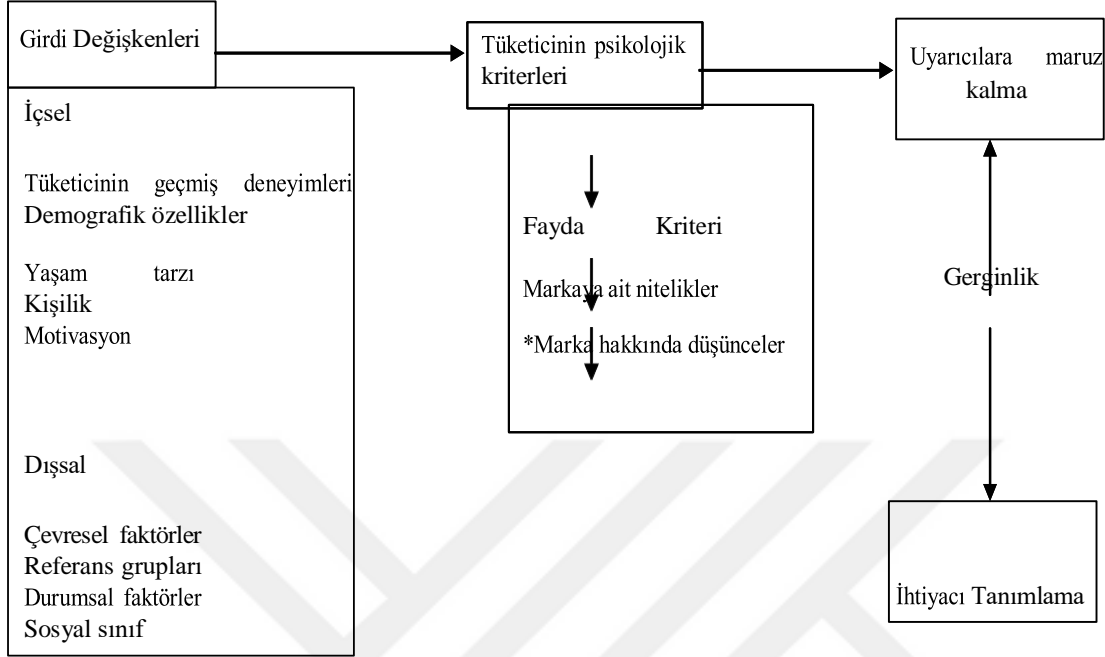 Girdi Değişkenleri
İçsel
Tüketicinin geçmiş deneyimleri
Demografik özellikler
Yaşam tarzı
Kişilik
Motivasyon
Dışsal
Çevresel faktörler
Referans grupları
Durumsal faktörler
Sosyal sınıf
Tüketicinin psikolojik
kriterleri
Fayda Kriteri
Markaya ait nitelikler
*Marka hakkında düşünceler
Uyarıcılara maruz
kalma
Gerginlik
İhtiyacı Tanımlama